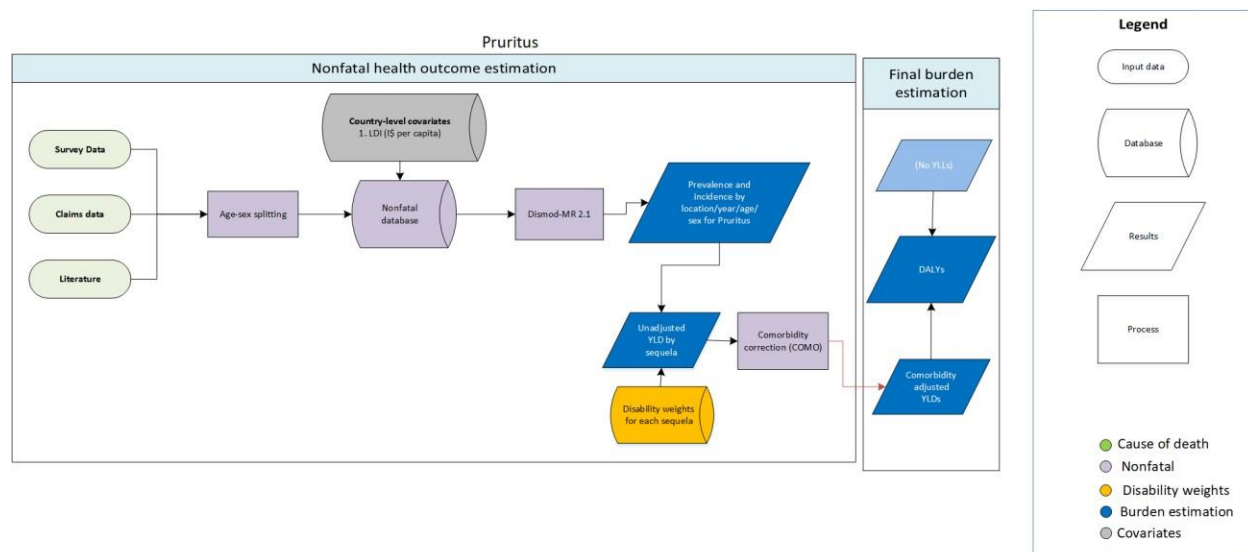 Pruritus
Nonfatal health outcome estimation
Survey Data
Claims data
Literature
Age-sex splitting
Country-level covariates
1. LDI (I$ per capita)
Nonfatal
database
Dismod-MR 2.1
Prevalence and
incidence by
location/year/age/
sex for Pruritus
Unadjusted
YLD by
sequela
Comorbidity
correction (COMO)
Disability weights
for each sequela
Final burden
estimation
(No YLLs)
DALYs
Comorbidity
adjusted
YLDs
Legend
Input data
Database
Results
Process
Cause of death
Nonfatal
Disability weights
Burden estimation
Covariates